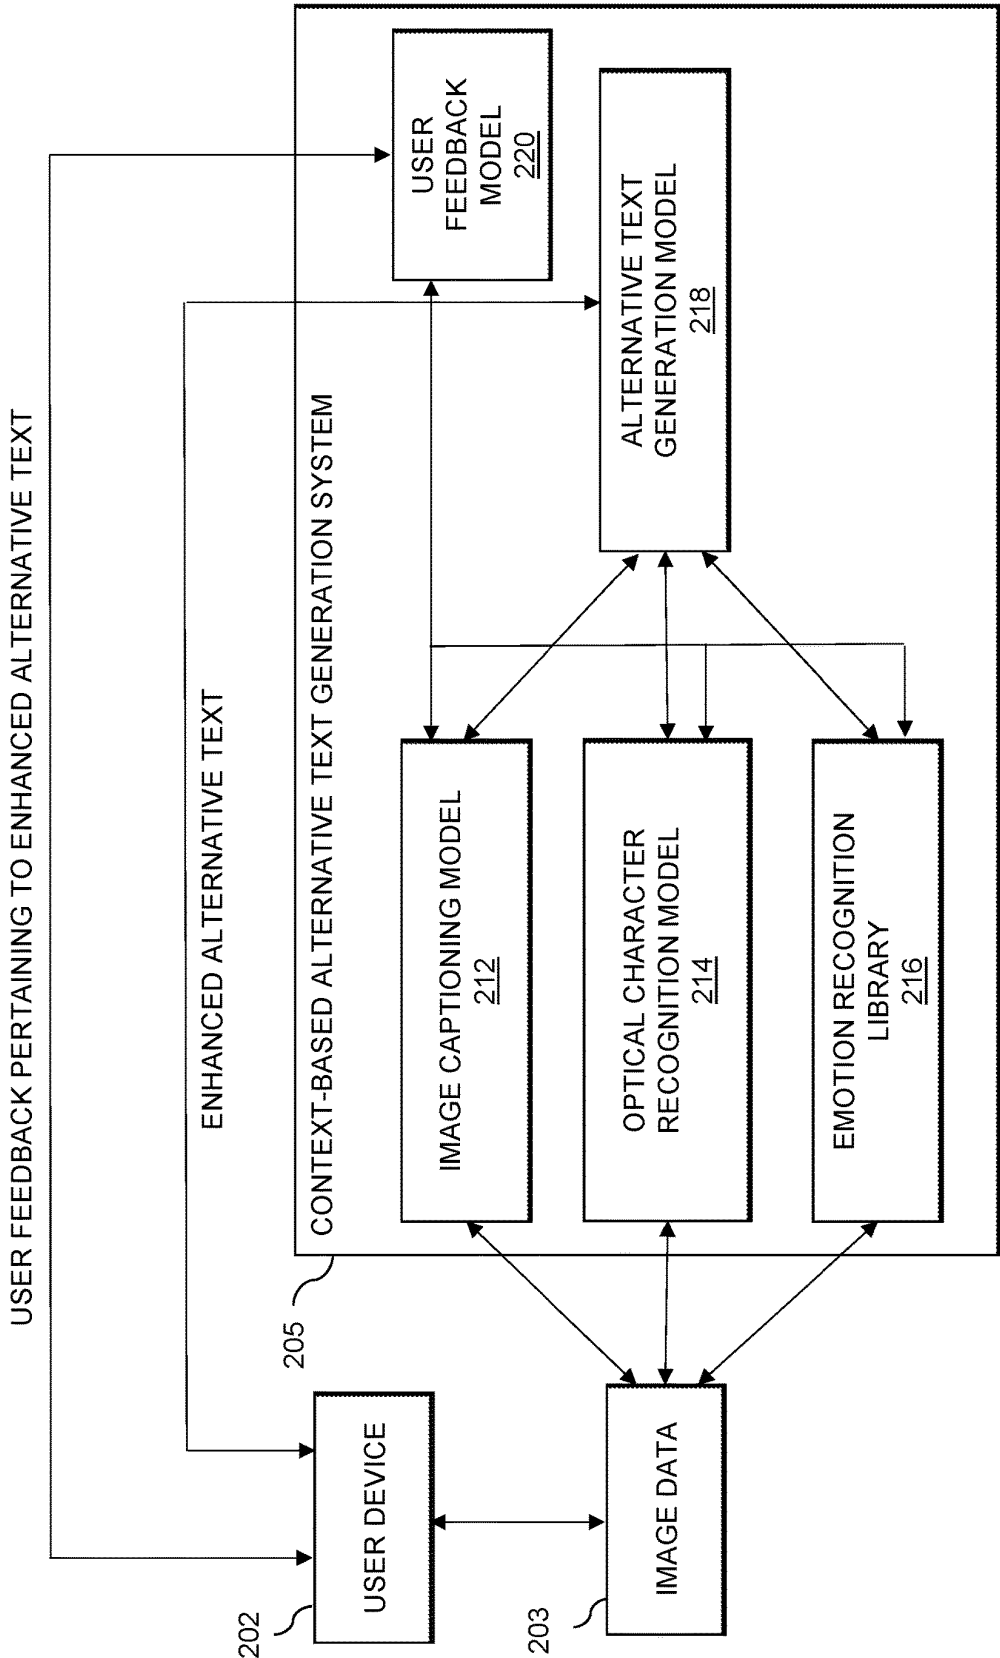 USER FEEDBACK PERTAINING TO ENHANCED ALTERNATIVE TEXT
ENHANCED ALTERNATIVE TEXT
CONTEXT-BASED ALTERNATIVE TEXT GENERATION SYSTEM
205
202
USER DEVICE
203
IMAGE DATA
IMAGE CAPTIONING MODEL
212
OPTICAL CHARACTER
RECOGNITION MODEL
214
EMOTION RECOGNITION
LIBRARY
216
USER
FEEDBACK
MODEL
220
ALTERNATIVE TEXT
GENERATION MODEL
218